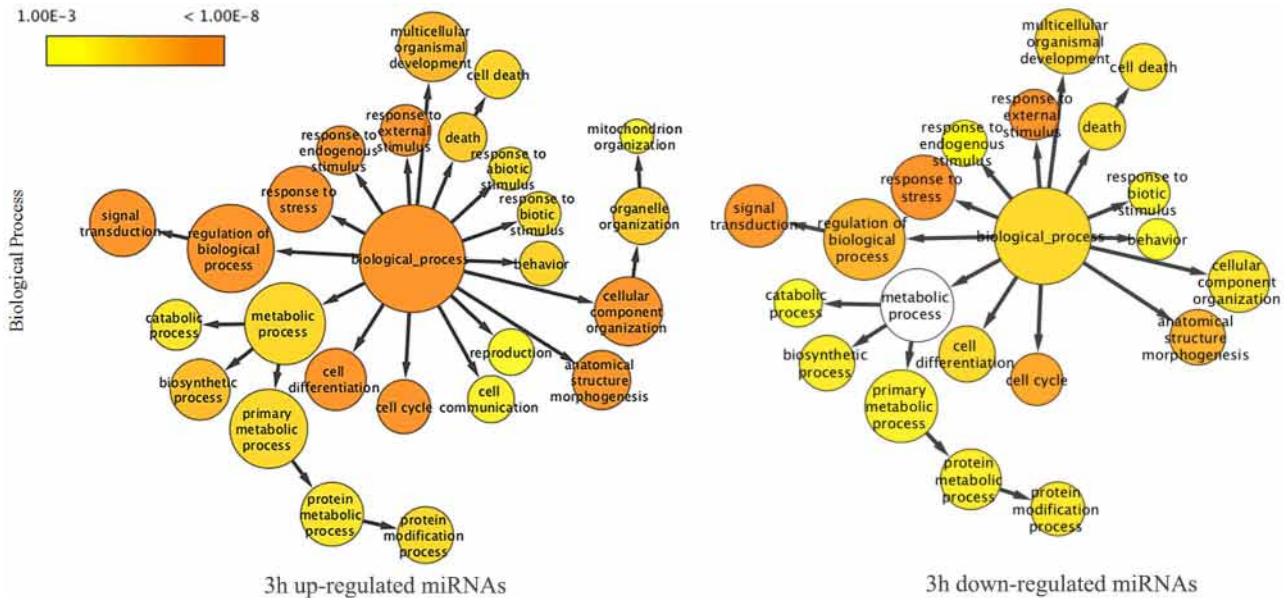 1.00E-3
< 1.00E-8
Biological Process
multicellular
organismal
development
cell death
response to
external
stimulus
death
response to
endogenous
stimulus
response to
abiotic
stimulus
mitochondrion
organization
response to
stress
response to
biotic
stimulus
organelle
organization
signal
transduction
regulation of
biological
process
biological_process
behavior
cellular
component
organization
catabolic
process
metabolic
process
reproduction
biosynthetic
process
cell
differentiation
cell cycle
cell
communication
anatomical
structure
morphogenesis
primary
metabolic
process
protein
metabolic
process
protein
modification
process
3h up-regulated miRNAs
multicellular
organismal
development
cell death
response to
external
stimulus
death
response to
endogenous
stimulus
response to
stress
response to
biotic
stimulus
signal
transduction
regulation of
biological
process
biological_process
behavior
cellular
component
organization
catabolic
process
metabolic
process
anatomical
structure
morphogenesis
biosynthetic
process
cell
differentiation
cell cycle
primary
metabolic
process
protein
metabolic
process
protein
modification
process
3h down-regulated miRNAs